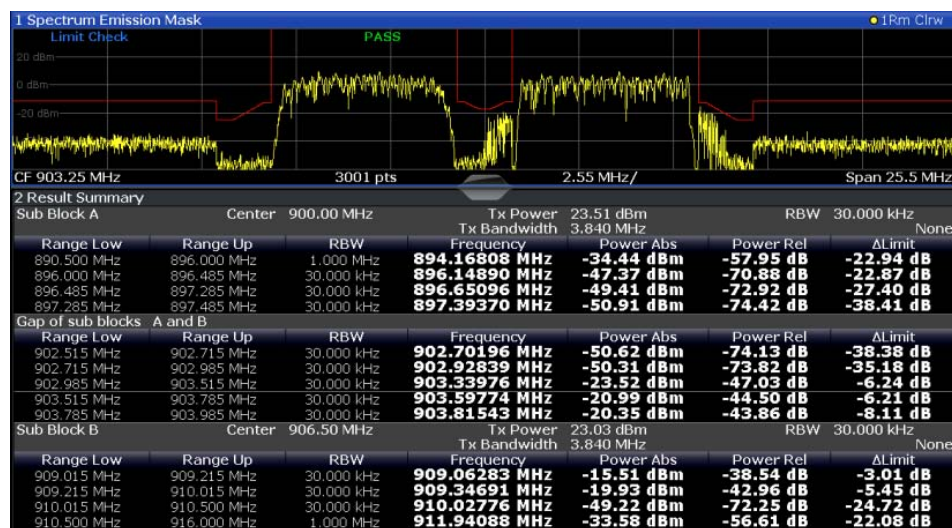 1 Spectrum Emission Mask 1Rm Clrw
Limit Check PASS
20 dBm
0 dBm
-20 dBm
CF 903.25 MHz 3001 pts 2.55 MHz/ Span 25.5 MHz
2 Result Summary
Sub Block A Center 900.00 MHz Tx Power 23.51 dBm RBW 30.000 kHz
Tx Bandwidth 3.840 MHz None
Range Low Range Up RBW Frequency Power Abs Power Rel ΔLimit
890.500 MHz 896.000 MHz 1.000 MHz 894.16808 MHz -34.44 dBm -57.95 dB -22.94 dB
896.000 MHz 896.485 MHz 30.000 kHz 896.14890 MHz -47.37 dBm -70.88 dB -22.87 dB
896.485 MHz 897.285 MHz 30.000 kHz 896.65096 MHz -49.41 dBm -72.92 dB -27.40 dB
897.285 MHz 897.485 MHz 30.000 kHz 897.39370 MHz -50.91 dBm -74.42 dB -38.41 dB
Gap of sub blocks A and B
Range Low Range Up RBW Frequency Power Abs Power Rel ΔLimit
902.515 MHz 902.715 MHz 30.000 kHz 902.70196 MHz -50.62 dBm -74.13 dB -38.38 dB
902.715 MHz 902.985 MHz 30.000 kHz 902.92839 MHz -50.31 dBm -73.82 dB -35.18 dB
902.985 MHz 903.515 MHz 30.000 kHz 903.33976 MHz -23.52 dBm -47.03 dB -6.24 dB
903.515 MHz 903.785 MHz 30.000 kHz 903.59774 MHz -20.99 dBm -44.50 dB -6.21 dB
903.785 MHz 903.985 MHz 30.000 kHz 903.81543 MHz -20.35 dBm -43.86 dB -8.11 dB
Sub Block B Center 906.50 MHz Tx Power 23.03 dBm RBW 30.000 kHz
Tx Bandwidth 3.840 MHz None
Range Low Range Up RBW Frequency Power Abs Power Rel ΔLimit
909.015 MHz 909.215 MHz 30.000 kHz 909.06283 MHz -15.51 dBm -38.54 dB -3.01 dB
909.215 MHz 910.015 MHz 30.000 kHz 909.34691 MHz -19.93 dBm -42.96 dB -5.45 dB
910.015 MHz 910.500 MHz 30.000 kHz 910.02776 MHz -49.22 dBm -72.25 dB -24.72 dB
910.500 MHz 916.000 MHz 1.000 MHz 911.94088 MHz -33.58 dBm -56.61 dB -22.08 dB